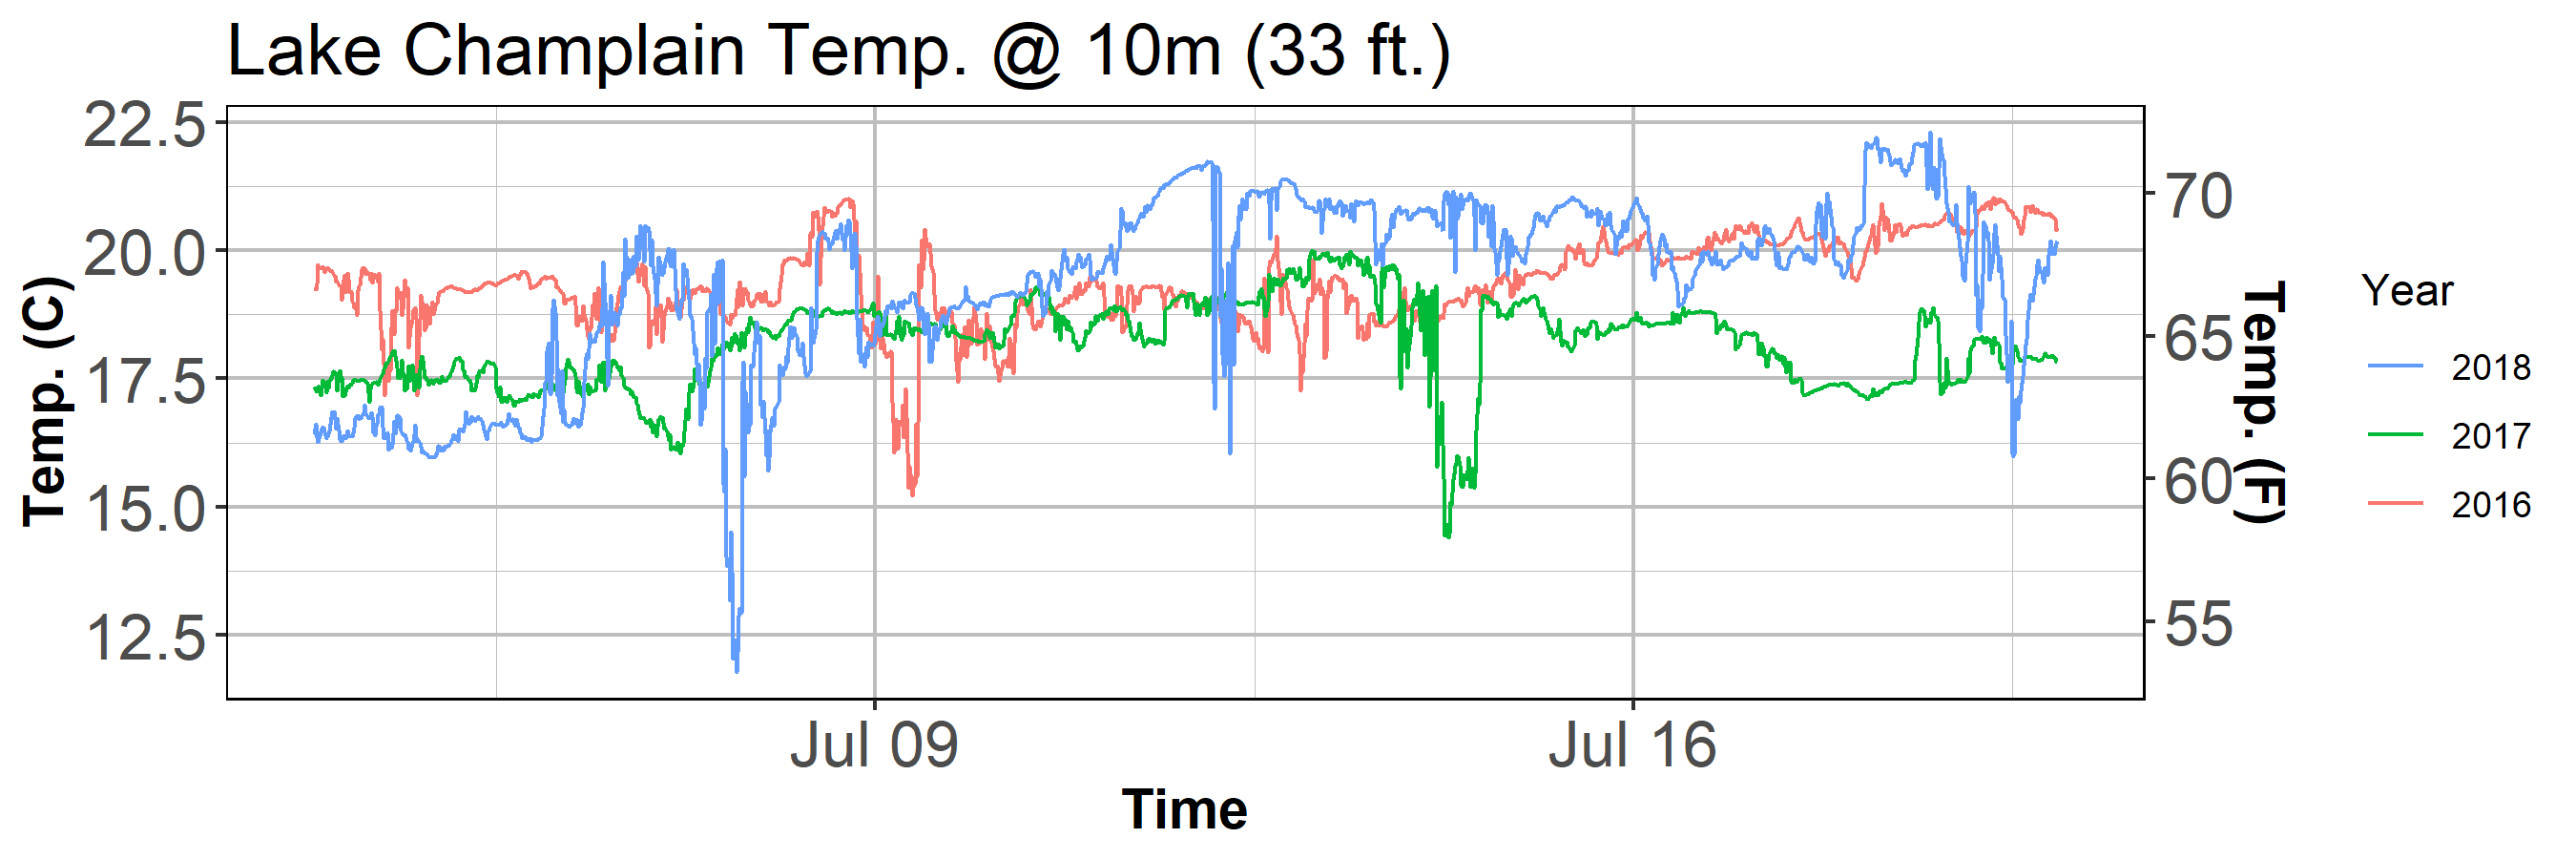 Lake Champlain Temp. @ 10m (33 ft.)
22.5
20.0
17.5
15.0
12.5
Temp. (C)
70
65
60
55
Temp. (F)
Jul 09
Jul 16
Time
Year
2018
2017
2016